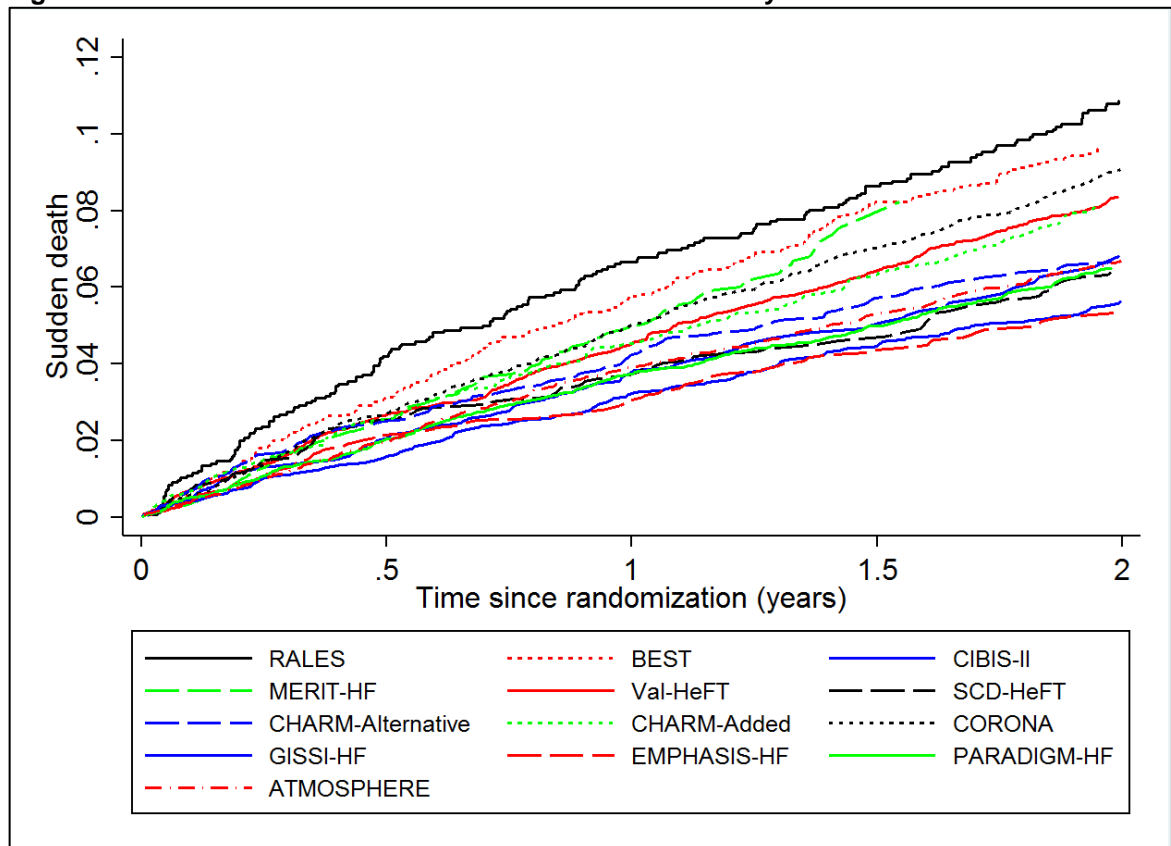 Sudden death
.12
.1
.08
.06
.04
.02
0
0 .5 1 1.5 2
Time since randomization (years)
RALES BEST CIBIS-II
MERIT-HF Val-HeFT SCD-HeFT
CHARM-Alternative CHARM-Added CORONA
GISSI-HF EMPHASIS-HF PARADIGM-HF
ATMOSPHERE